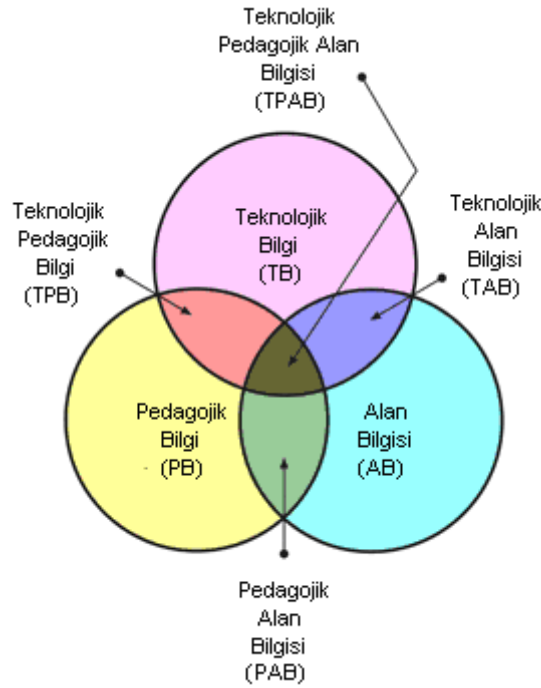 Teknolojik
Pedagojik Alan
Bilgisi
(TPAB)
Teknolojik
Pedagojik
Bilgi
(TPB)
Teknolojik
Bilgi
(TB)
Teknolojik
Alan
Bilgisi
(TAB)
Pedagojik
Bilgi
(PB)
Alan
Bilgisi
(AB)
Pedagojik
Alan
Bilgisi
(PAB)